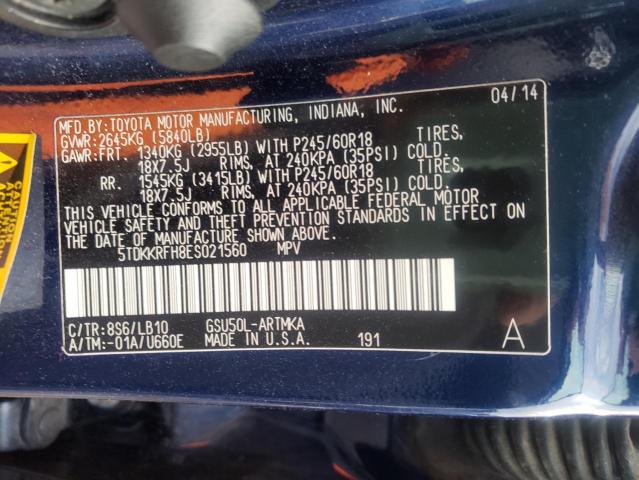 MFD.BY:TOYOTA MOTOR MANUFACTURING, INDIANA, INC. 04/14
GVWR:2645KG (5840LB)
GAWR:FRT. 1340KG (2955LB) WITH P245/60R18 TIRES,
18X7.5J RIMS, AT 240KPA (35PSI) COLD.
RR. 1545KG (3415LB) WITH P245/60R18 TIRES,
18X7.5J RIMS, AT 240KPA (35PSI) COLD.
THIS VEHICLE CONFORMS TO ALL APPLICABLE FEDERAL MOTOR
VEHICLE SAFETY AND THEFT PREVENTION STANDARDS IN EFFECT ON
THE DATE OF MANUFACTURE SHOWN ABOVE.
5TDKKRFH8ES021560 MPV
C/TR:8S6/LB10 GSU50L-ARTMKA
A/TM:-01A/U660E MADE IN U.S.A. 191 A
CAUTION
ATTENTION